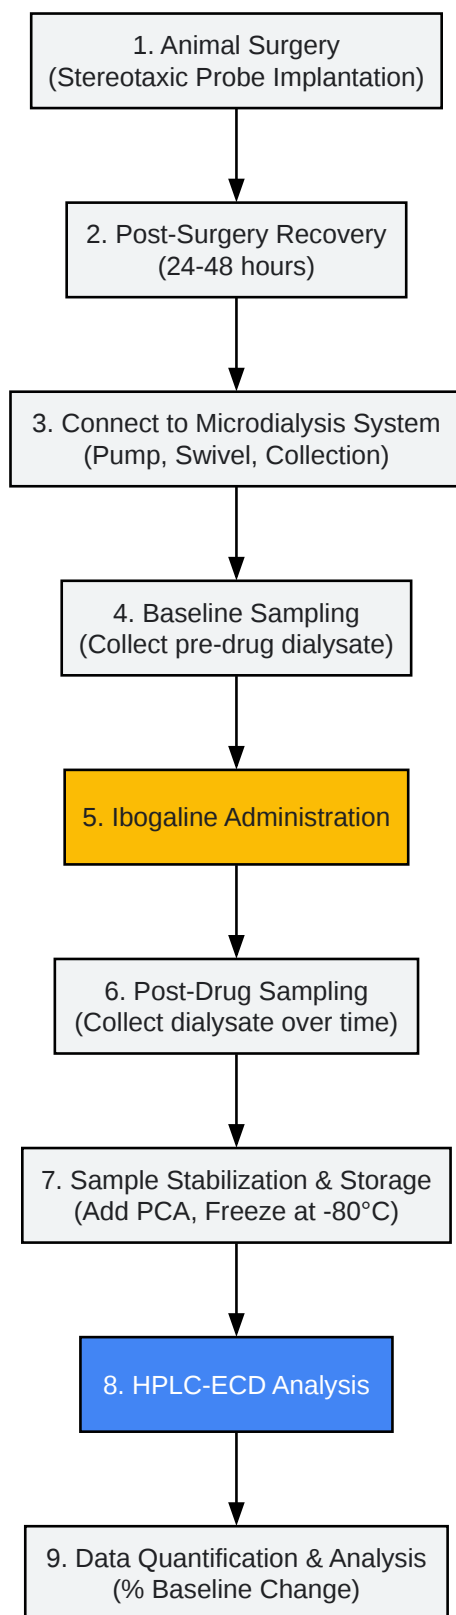 1. Animal Surgery
(Stereotaxic Probe Implantation)
2. Post-Surgery Recovery
(24-48 hours)
3. Connect to Microdialysis System
(Pump, Swivel, Collection)
4. Baseline Sampling
(Collect pre-drug dialysate)
5. Ibogaline Administration
6. Post-Drug Sampling
(Collect dialysate over time)
7. Sample Stabilization & Storage
(Add PCA, Freeze at -80°C)
8. HPLC-ECD Analysis
9. Data Quantification & Analysis
(% Baseline Change)